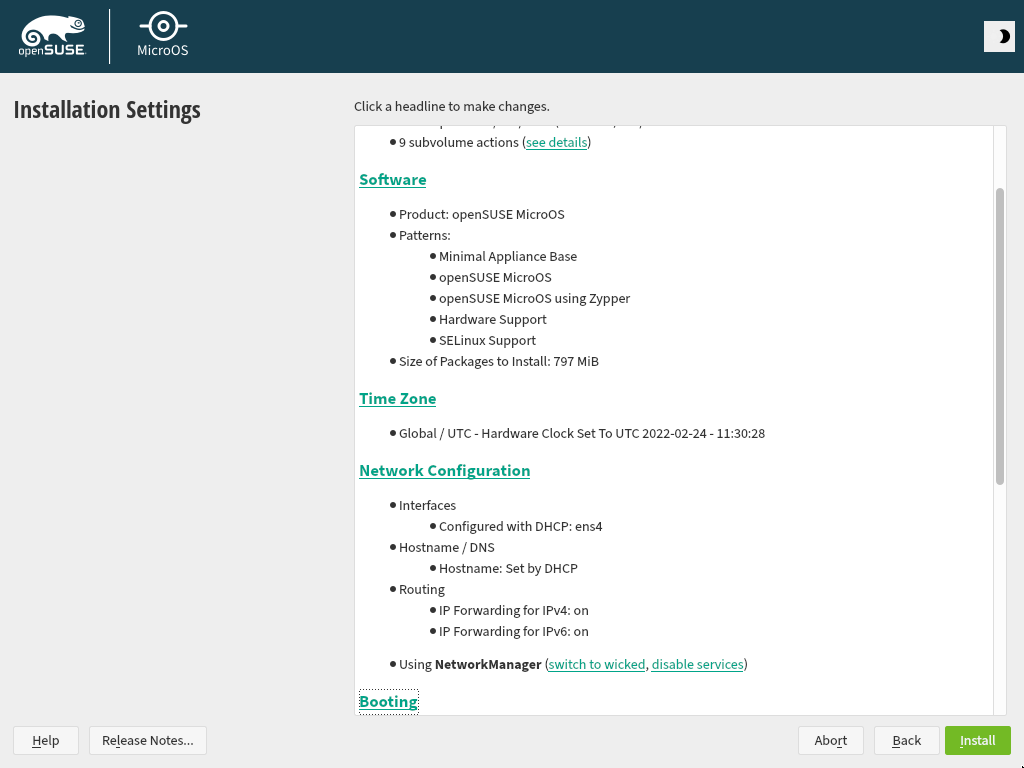 openSUSE
MicroOS
Installation Settings
Click a headline to make changes.
9 subvolume actions (see details)
Software
Product: openSUSE MicroOS
Patterns:
Minimal Appliance Base
openSUSE MicroOS
openSUSE MicroOS using Zypper
Hardware Support
SELinux Support
Size of Packages to Install: 797 MiB
Time Zone
Global / UTC - Hardware Clock Set To UTC 2022-02-24 - 11:30:28
Network Configuration
Interfaces
Configured with DHCP: ens4
Hostname / DNS
Hostname: Set by DHCP
Routing
IP Forwarding for IPv4: on
IP Forwarding for IPv6: on
Using NetworkManager (switch to wicked, disable services)
Booting
Help
Release Notes...
Abort
Back
Install